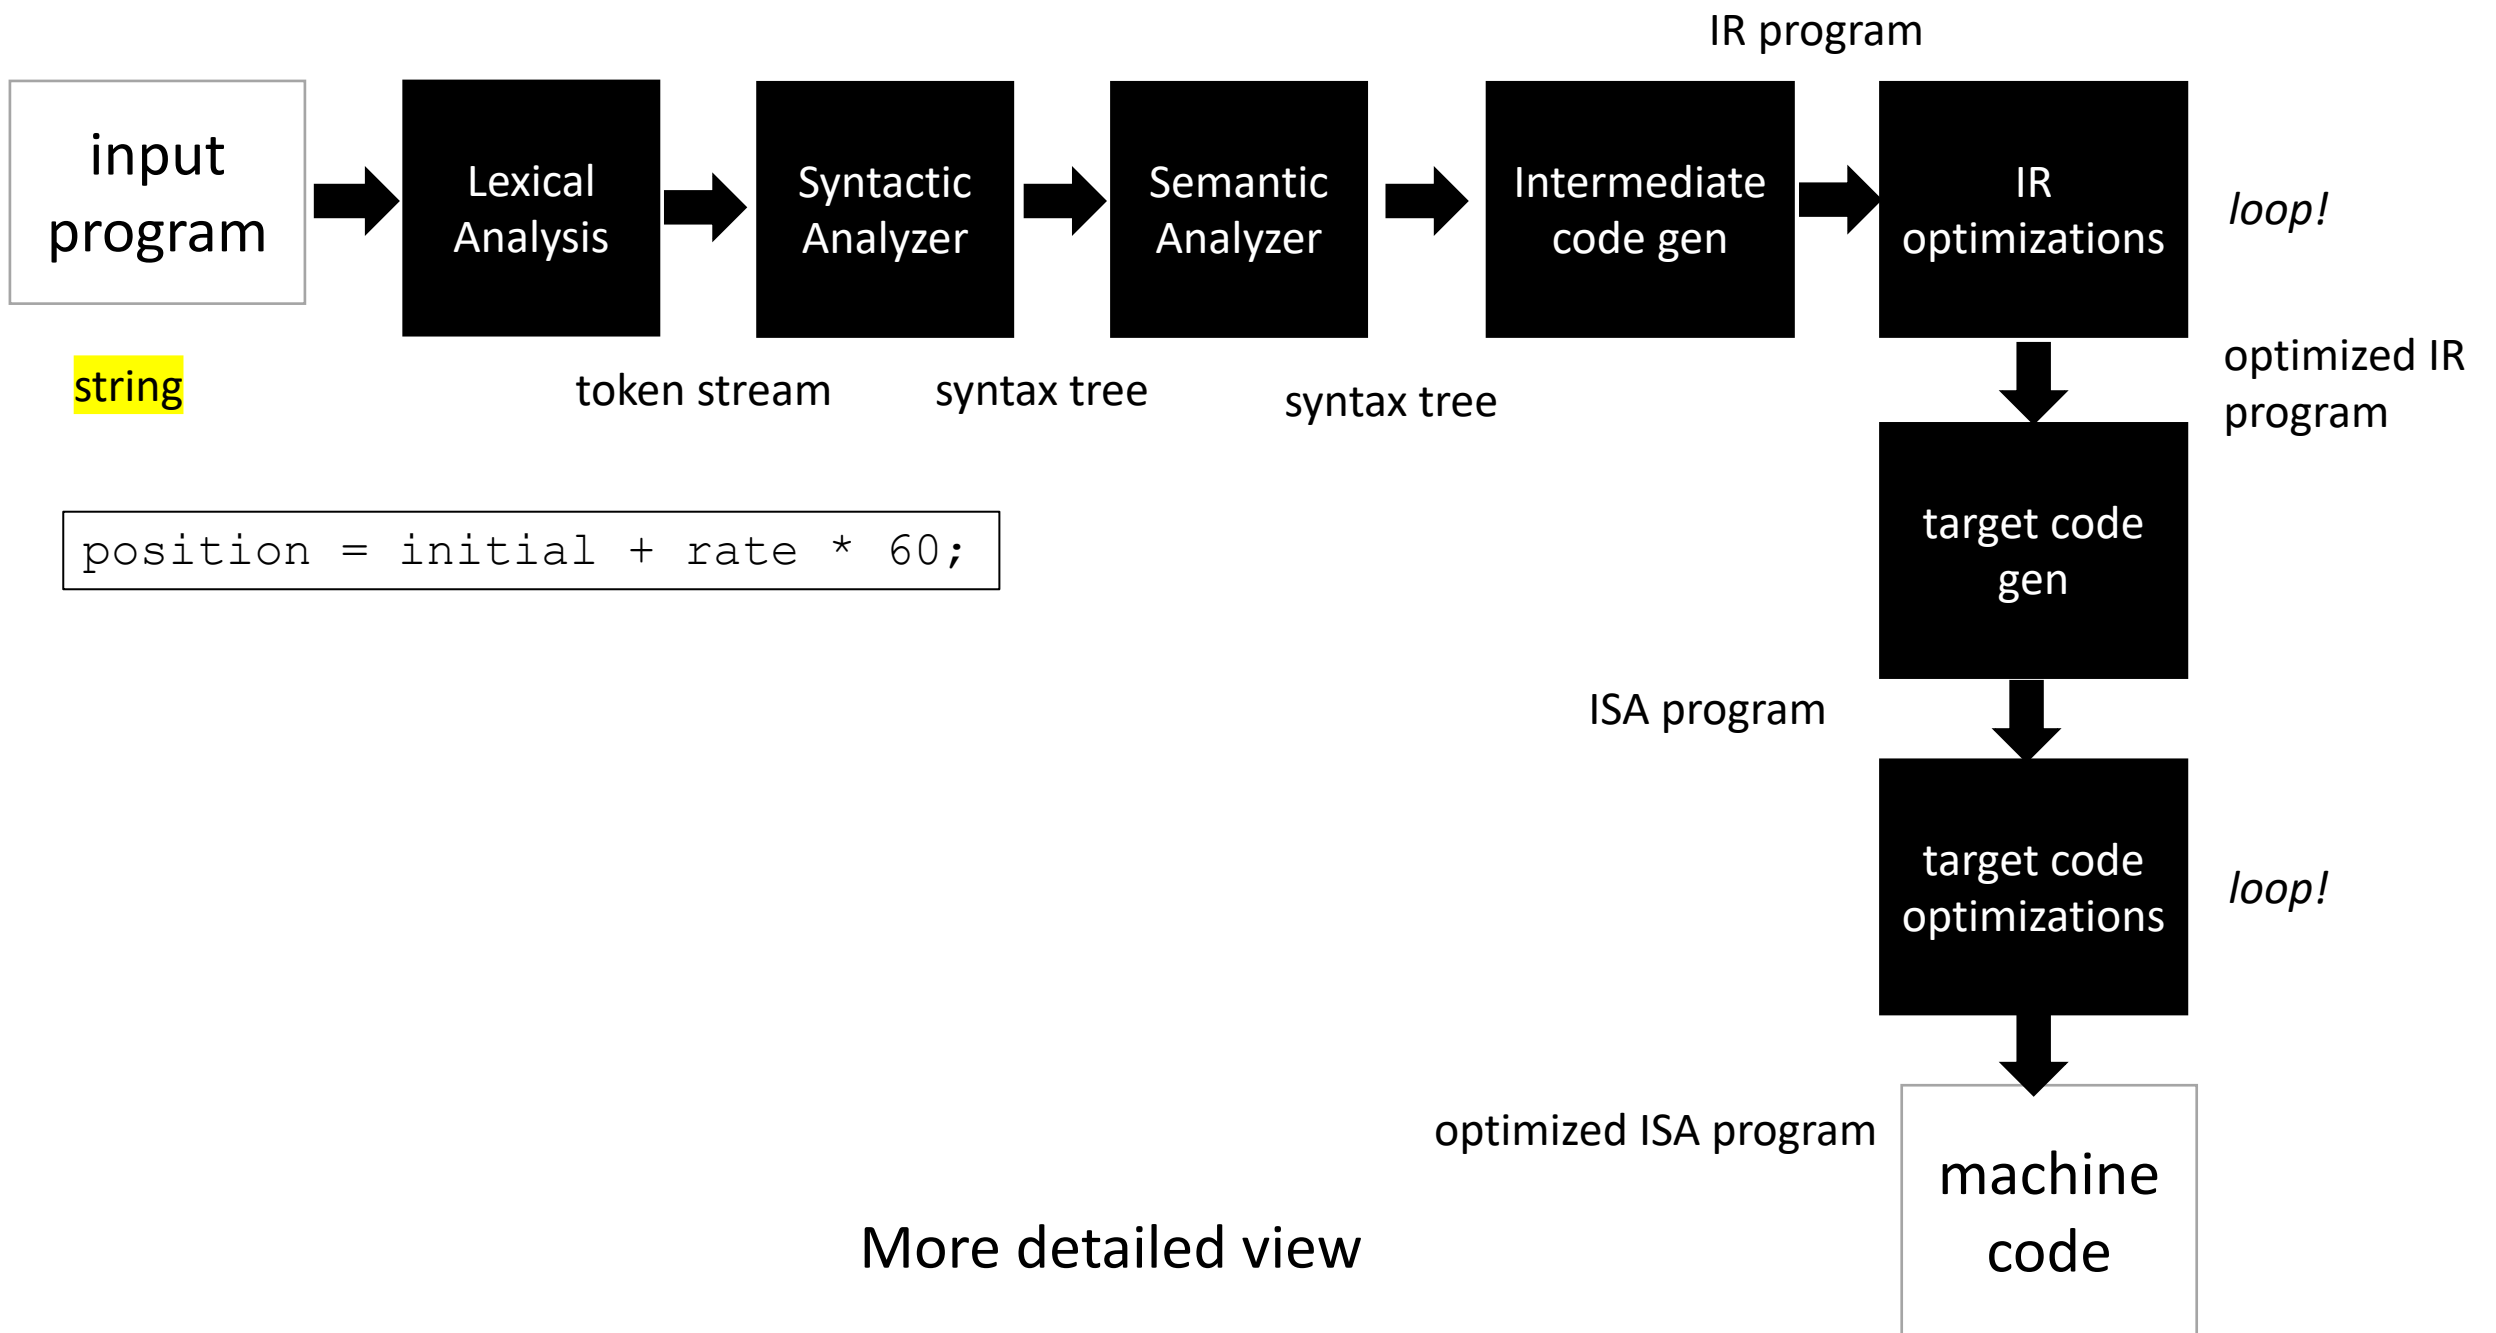 IR program
input
program
Lexical
Analysis
Syntactic
Analyzer
Semantic
Analyzer
Intermediate
code gen
IR
optimizations
loop!
string
token stream
syntax tree
syntax tree
optimized IR
program
position = initial + rate * 60;
target code
gen
ISA program
target code
optimizations
loop!
optimized ISA program
machine
code
More detailed view